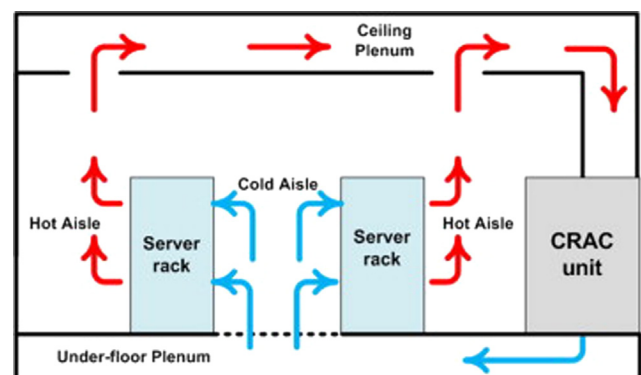 Ceiling
Plenum
Cold Aisle
Hot Aisle
Server
rack
Server
rack
Hot Aisle
CRAC
unit
Under-floor Plenum